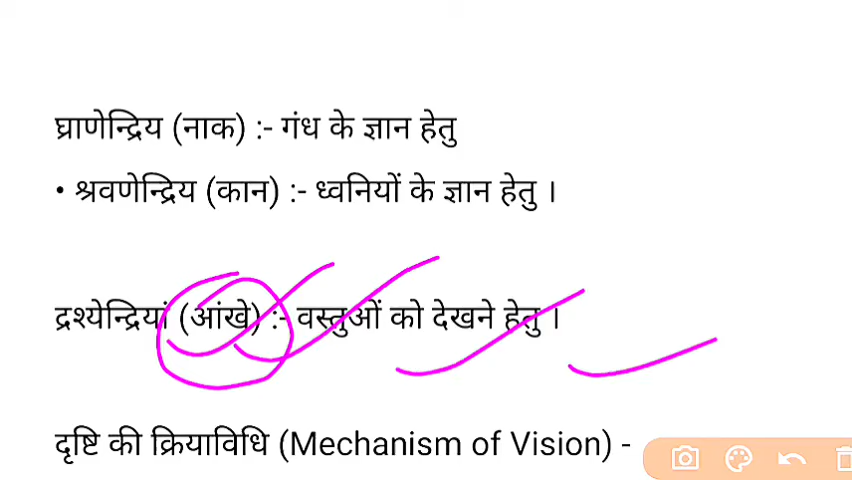 घ्राणेन्द्रिय (नाक) :- गंध के ज्ञान हेतु
• श्रवणेन्द्रिय (कान) :- ध्वनियों के ज्ञान हेतु ।
द्रश्येन्द्रियां (आंखे) :- वस्तुओं को देखने हेतु ।
दृष्टि की क्रियाविधि (Mechanism of Vision) -